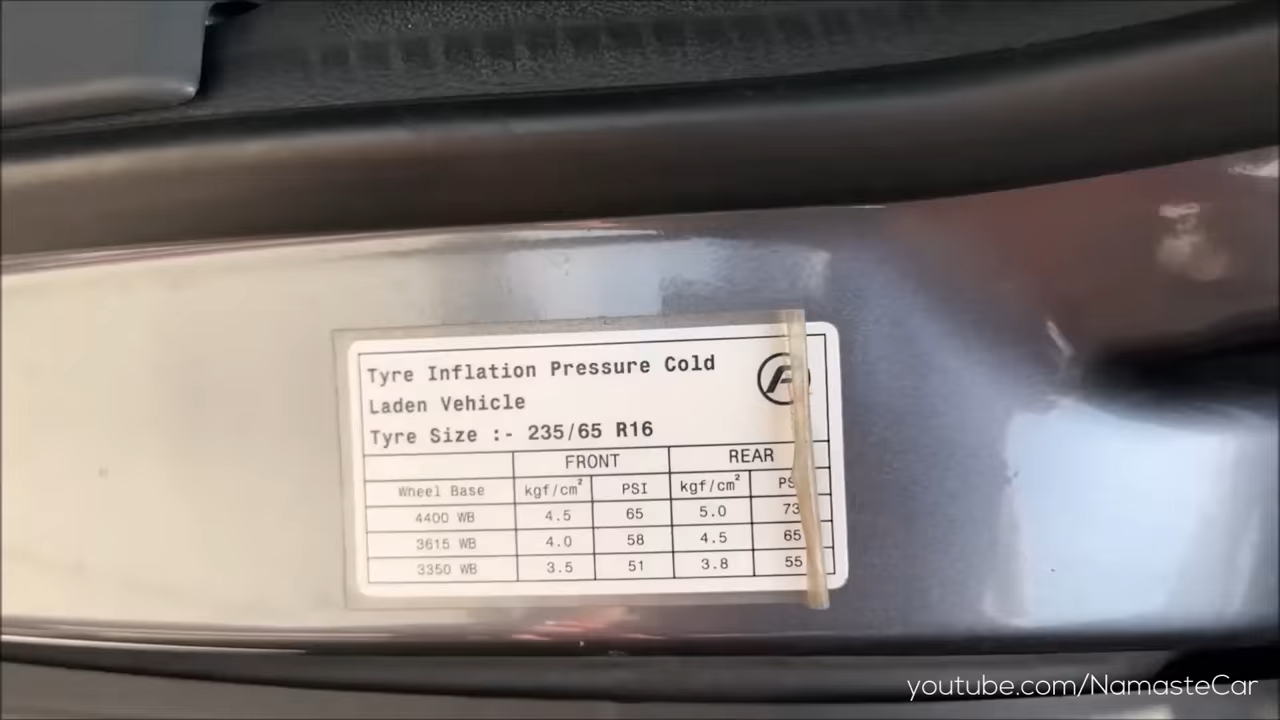 Tyre Inflation Pressure Cold
Laden Vehicle
Tyre Size :- 235/65 R16
FRONT REAR
Wheel Base kgf/cm² PSI kgf/cm² PS
4400 WB 4.5 65 5.0 73
3615 WB 4.0 58 4.5 65
3350 WB 3.5 51 3.8 55
youtube.com/NamasteCar